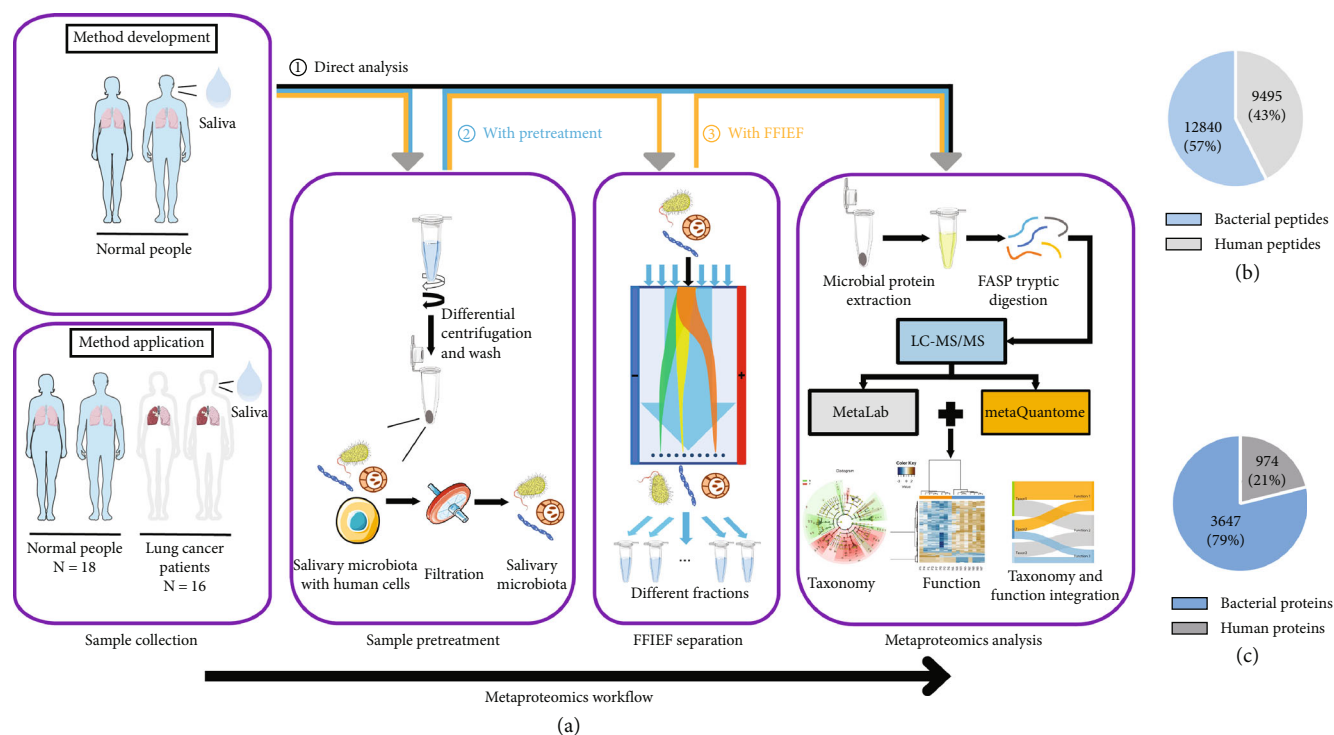 Method development
Saliva
Normal people
Method application
Saliva
Normal people
N = 18
Lung cancer
patients
N = 16
Sample collection
① Direct analysis
② With pretreatment
③ With FFIEF
Differential
centrifugation
and wash
Salivary microbiota
with human cells
Filtration
Salivary
microbiota
Sample pretreatment
–
+
...
Different fractions
FFIEF separation
Microbial protein
extraction
FASP tryptic
digestion
LC-MS/MS
MetaLab
metaQuantome
Color Key
Taxonomy
Function
Taxonomy and
function integration
Metaproteomics analysis
Metaproteomics workflow
(a)
9495
(43%)
12840
(57%)
Bacterial peptides
Human peptides
(b)
974
(21%)
3647
(79%)
Bacterial proteins
Human proteins
(c)